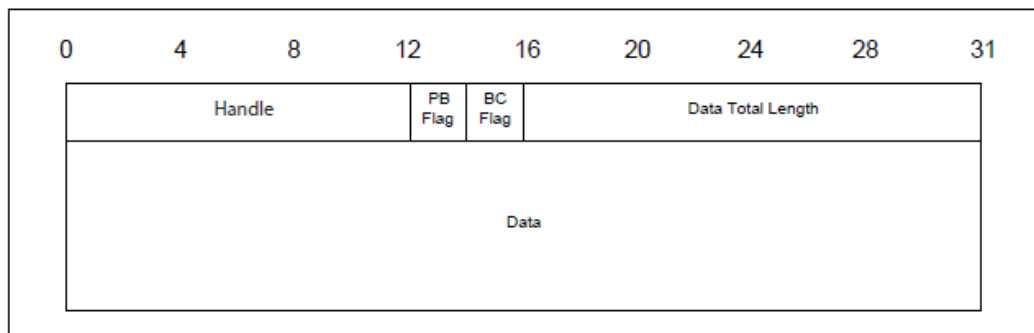 0 4 8 12 16 20 24 28 31
Handle
PB
Flag
BC
Flag
Data Total Length
Data